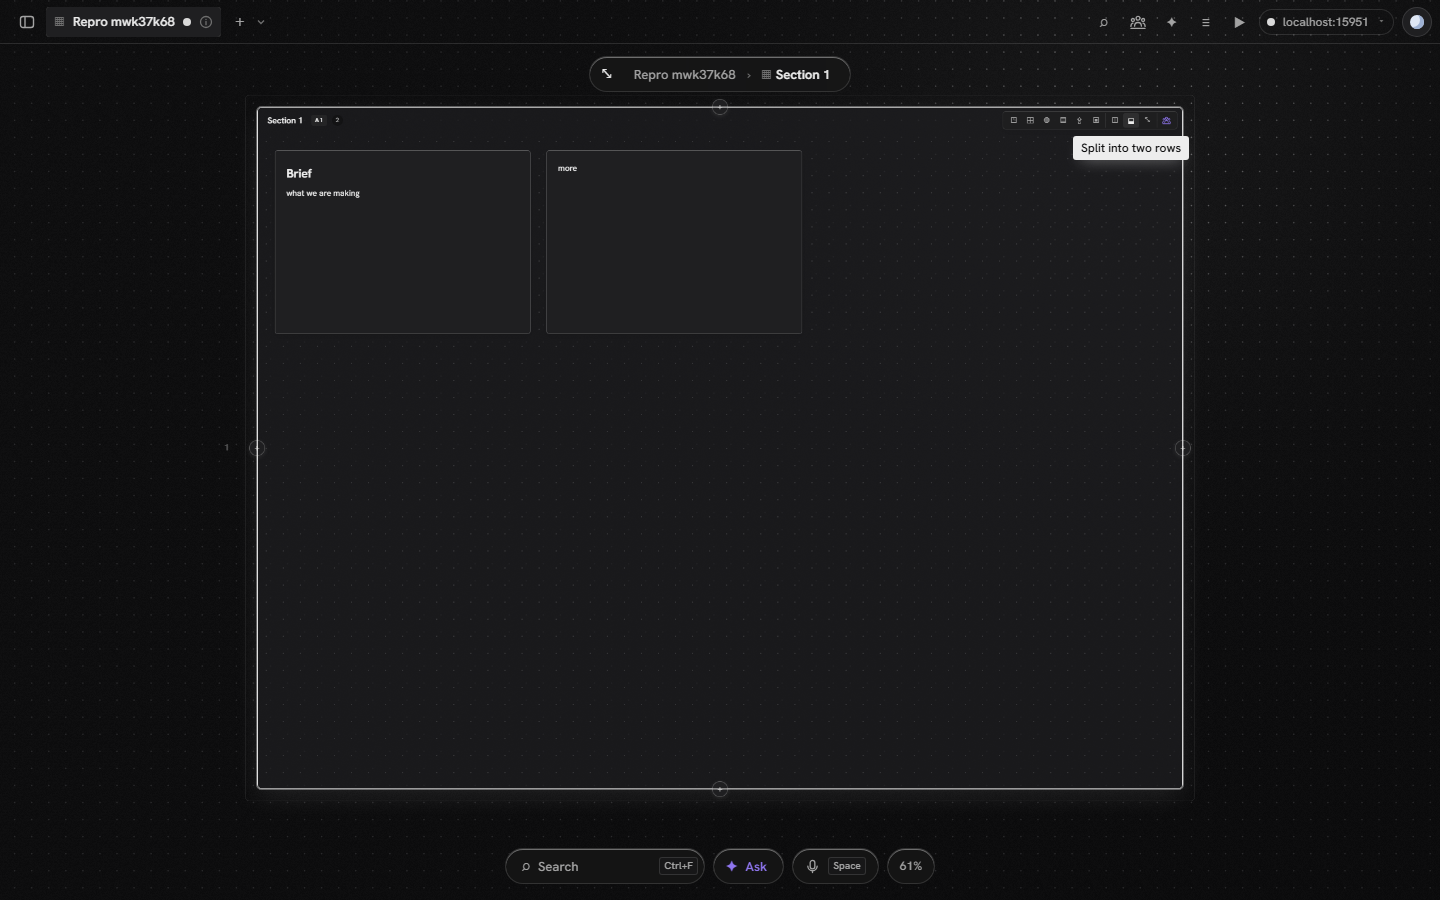 Repro mwk37k68
localhost:15951
Repro mwk37k68 › Section 1
Section 1 A1 2
Split into two rows
Brief
what we are making
more
1
Search Ctrl+F
Ask
Space
61%